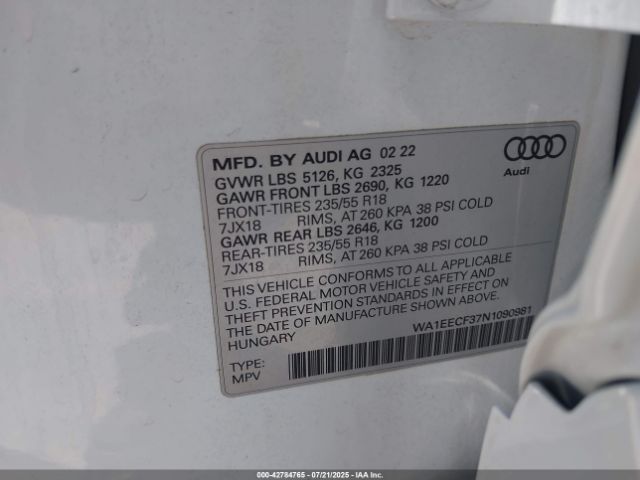 MFD. BY AUDI AG 02 22
GVWR LBS 5126, KG 2325
GAWR FRONT LBS 2690, KG 1220
FRONT-TIRES 235/55 R18
7JX18 RIMS, AT 260 KPA 38 PSI COLD
GAWR REAR LBS 2646, KG 1200
REAR-TIRES 235/55 R18
7JX18 RIMS, AT 260 KPA 38 PSI COLD
Audi
THIS VEHICLE CONFORMS TO ALL APPLICABLE
U.S. FEDERAL MOTOR VEHICLE SAFETY AND
THEFT PREVENTION STANDARDS IN EFFECT ON
THE DATE OF MANUFACTURE SHOWN ABOVE.
HUNGARY
WA1EECF37N1090981
TYPE:
MPV
000-42784765 - 07/21/2025 - IAAI Inc.